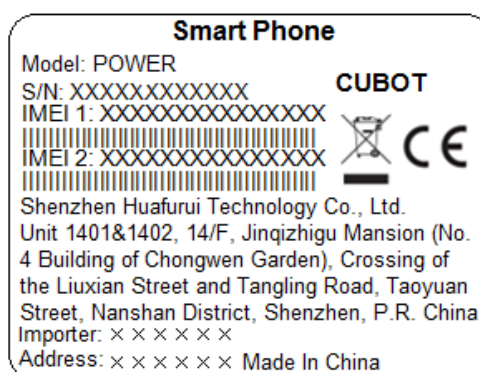 Smart Phone
Model: POWER
CUBOT
S/N: XXXXXXXXXXXX
IMEI 1: XXXXXXXXXXXXXXX
IMEI 2: XXXXXXXXXXXXXXX
CE
Shenzhen Huafurui Technology Co., Ltd.
Unit 1401&1402, 14/F, Jinqizhigu Mansion (No.
4 Building of Chongwen Garden), Crossing of
the Liuxian Street and Tangling Road, Taoyuan
Street, Nanshan District, Shenzhen, P.R. China
Importer: × × × × × ×
Address: × × × × × × Made In China